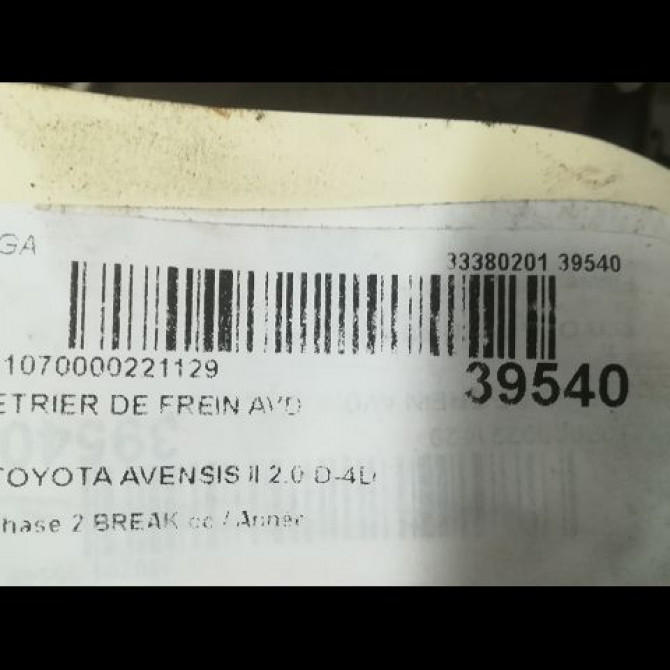 GA
33380201 39540
1070000221129
39540
ETRIER DE FREIN AVD
TOYOTA AVENSIS II 2.0 D-4D
hase 2 BREAK cc / Année